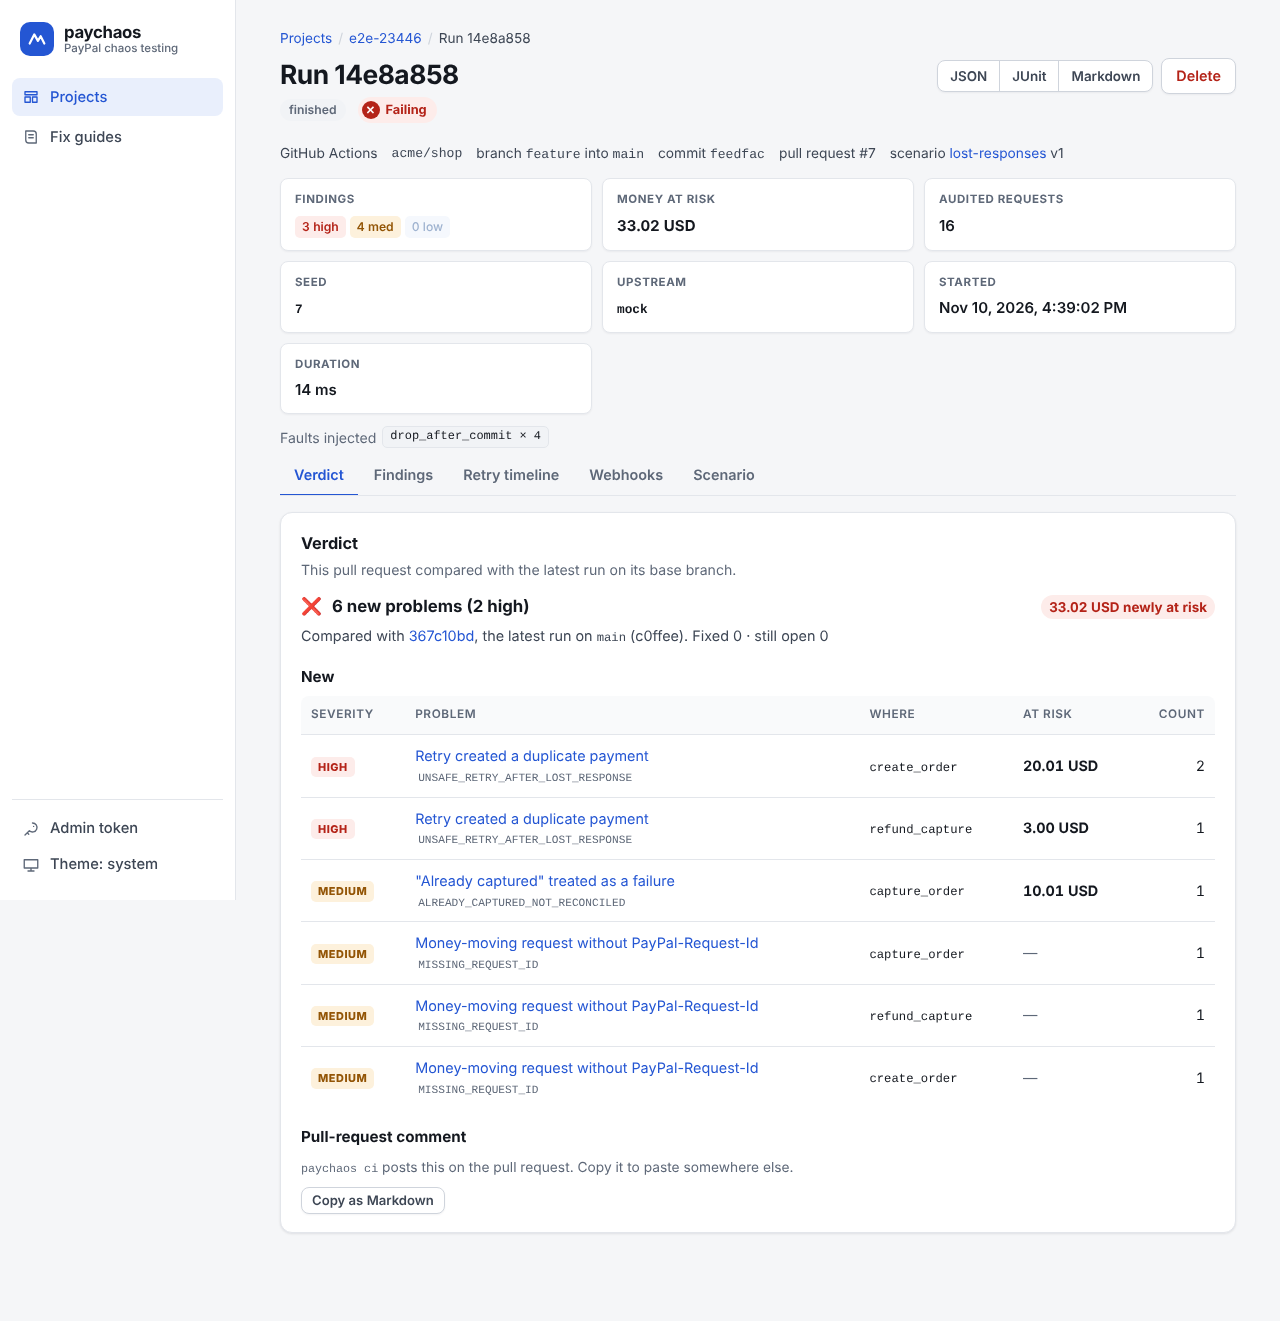 paychaos
PayPal chaos testing
Projects
Fix guides
Admin token
Theme: system
Projects / e2e-23446 / Run 14e8a858
Run 14e8a858
JSON JUnit Markdown Delete
finished Failing
GitHub Actions acme/shop branch feature into main commit feedfac pull request #7 scenario lost-responses v1
FINDINGS
3 high 4 med 0 low
MONEY AT RISK
33.02 USD
AUDITED REQUESTS
16
SEED
7
UPSTREAM
mock
STARTED
Nov 10, 2026, 4:39:02 PM
DURATION
14 ms
Faults injected drop_after_commit × 4
Verdict Findings Retry timeline Webhooks Scenario
Verdict
This pull request compared with the latest run on its base branch.
❌ 6 new problems (2 high) 33.02 USD newly at risk
Compared with 367c10bd, the latest run on main (c0ffee). Fixed 0 · still open 0
New
SEVERITY PROBLEM WHERE AT RISK COUNT
HIGH Retry created a duplicate payment create_order 20.01 USD 2
UNSAFE_RETRY_AFTER_LOST_RESPONSE
HIGH Retry created a duplicate payment refund_capture 3.00 USD 1
UNSAFE_RETRY_AFTER_LOST_RESPONSE
MEDIUM "Already captured" treated as a failure capture_order 10.01 USD 1
ALREADY_CAPTURED_NOT_RECONCILED
MEDIUM Money-moving request without PayPal-Request-Id capture_order — 1
MISSING_REQUEST_ID
MEDIUM Money-moving request without PayPal-Request-Id refund_capture — 1
MISSING_REQUEST_ID
MEDIUM Money-moving request without PayPal-Request-Id create_order — 1
MISSING_REQUEST_ID
Pull-request comment
paychaos ci posts this on the pull request. Copy it to paste somewhere else.
Copy as Markdown